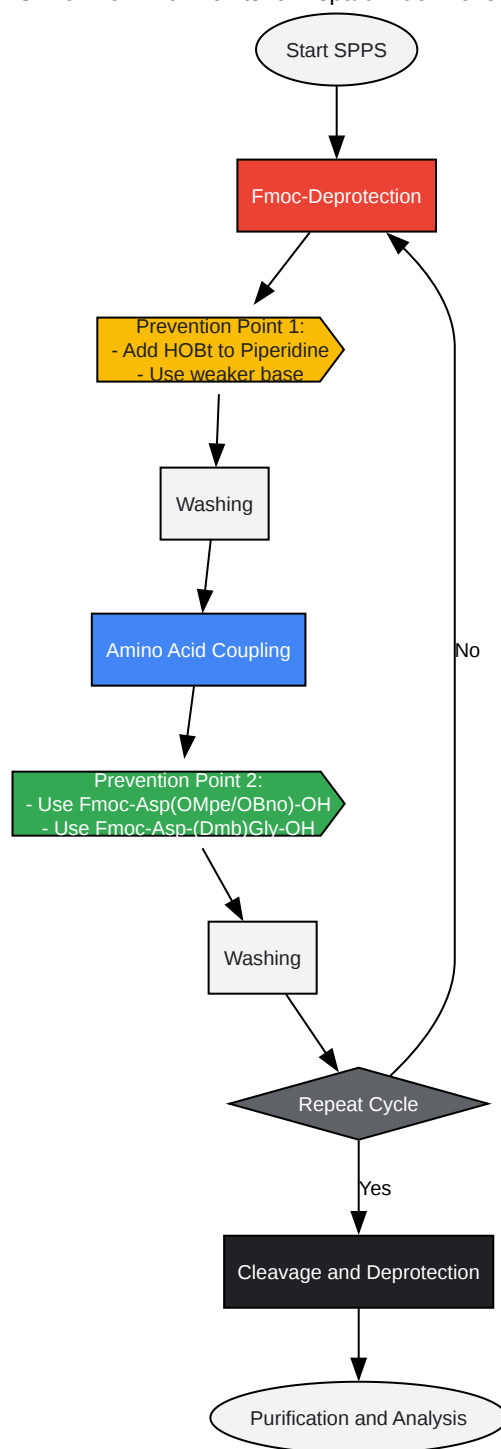 Start SPPS
Fmoc-Deprotection
Prevention Point 1:
- Add HOBt to Piperidine
- Use weaker base
Washing
Amino Acid Coupling
No
Prevention Point 2:
- Use Fmoc-Asp(OMpe/OBno)-OH
- Use Fmoc-Asp-(Dmb)Gly-OH
Washing
Repeat Cycle
Yes
Cleavage and Deprotection
Purification and Analysis